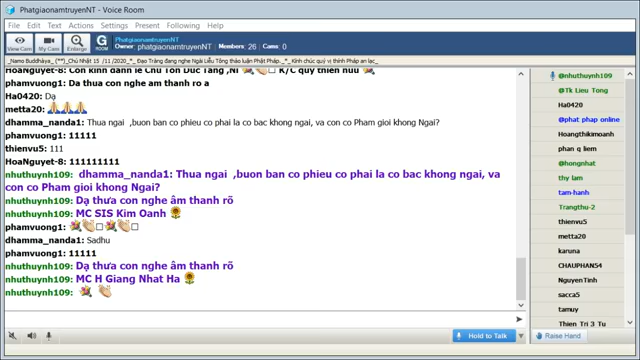 PhatgiaonamtruyenNT - Voice Room
File Edit Text Actions Settings Present Following Help
View Cam
My Cam
Enlarge
G
ROOM
PhatgiaonamtruyenNT
Owner: phatgiaonamtruyenNT Members: 26 Cams: 0
_Namo Buddhāya_ (**)_Chủ Nhật 15 /11 /2020_* _Đạo Tràng đang nghe Ngài Liễu Tông thảo luận Phật Pháp._*_ Kính chúc quý vị thính Pháp an lạc_
HoaNguyet-8: Con kinh danh le Chu Ton Duc Tang, Ni K/C quy thien huu
phamvuong1: Da thua con nghe am thanh ro a
Ha0420: Dạ
metta20:
dhamma_nanda1: Thua ngai ,buon ban co phieu co phai la co bac khong ngai, va con co Pham gioi khong Ngai?
phamvuong1: 11111
thienvu5: 111
HoaNguyet-8: 111111111
nhuthuynh109: dhamma_nanda1: Thua ngai ,buon ban co phieu co phai la co bac khong ngai, va con co Pham gioi khong Ngai?
nhuthuynh109: Dạ thưa con nghe âm thanh rõ
nhuthuynh109: MC SIS Kim Oanh
phamvuong1:
dhamma_nanda1: Sadhu
phamvuong1: 11111
nhuthuynh109: Dạ thưa con nghe âm thanh rõ
nhuthuynh109: MC H Giang Nhat Ha
nhuthuynh109:
@nhuthuynh109
@Tk Lieu Tong
Ha0420
@phat phap online
Hoangthikimoanh
phan q liem
@hongnhat
thy lam
tam-hanh
Trangthu-2
thienvu5
metta20
karuna
CHAUPHAN54
NguyenTinh
sacca5
tamuy
Thien Tri 3 Tu
Hold to Talk
Raise Hand